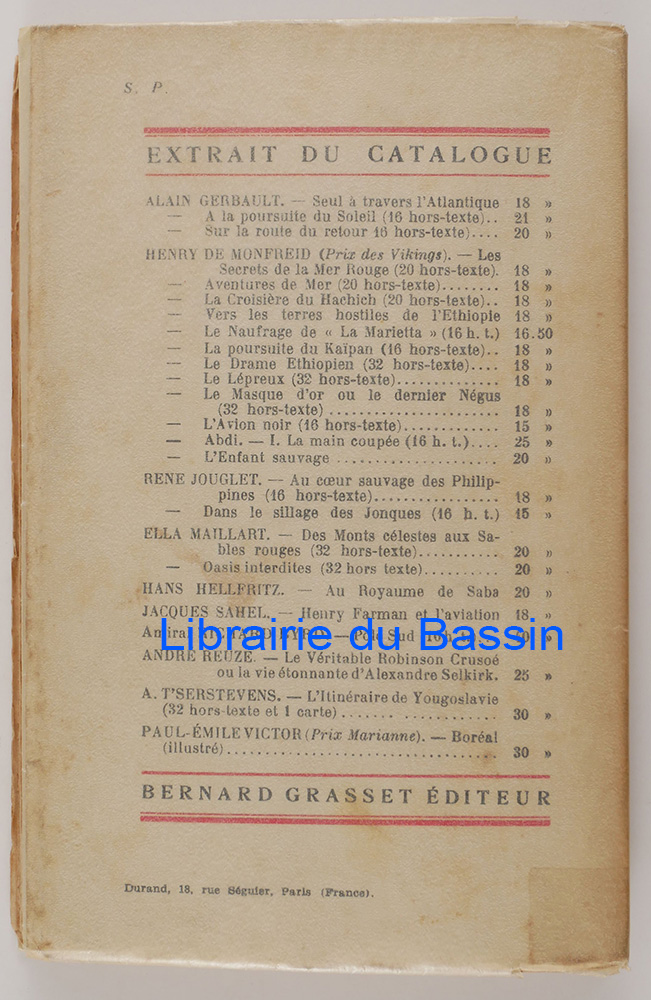 S. P.
EXTRAIT DU CATALOGUE
ALAIN GERBAULT. — Seul à travers l'Atlantique 18 »
— A la poursuite du Soleil (16 hors-texte).. 21 »
— Sur la route du retour 16 hors-texte).... 20 »
HENRY DE MONFREID (Prix des Vikings). — Les
Secrets de la Mer Rouge (20 hors-texte). 18 »
— Aventures de Mer (20 hors-texte)........ 18 »
— La Croisière du Hachich (20 hors-texte).. 18 »
— Vers les terres hostiles de l'Ethiopie 18 »
— Le Naufrage de « La Marietta » (16 h. t.) 16.50
— La poursuite du Kaïpan (16 hors-texte).. 18 »
— Le Drame Ethiopien (32 hors-texte).... 18 »
— Le Lépreux (32 hors-texte).............. 18 »
— Le Masque d'or ou le dernier Négus
(32 hors-texte) .................... 18 »
— L'Avion noir (16 hors-texte)............. 15 »
— Abdi. — I. La main coupée (16 h. t.).... 25 »
— L'Enfant sauvage .................... 20 »
RENE JOUGLET. — Au cœur sauvage des Philip-
pines (16 hors-texte)................. 18 »
— Dans le sillage des Jonques (16 h. t.) 15 »
ELLA MAILLART. — Des Monts célestes aux Sa-
bles rouges (32 hors-texte)........... 20 »
— Oasis interdites (32 hors texte).......... 20 »
HANS HELLFRITZ. — Au Royaume de Saba 20 »
JACQUES SAHEL. — Henry Farman et l'aviation 18. »
Librairie du Bassin
Amiral RICHARD BYRD — Pôle Sud »
ANDRÉ REUZE. — Le Véritable Robinson Crusoé
ou la vie étonnante d'Alexandre Selkirk. 25 »
A. T'SERSTEVENS. — L'Itinéraire de Yougoslavie
(32 hors-texte et 1 carte) ....... ............ 30 »
PAUL-ÉMILE VICTOR (Prix Marianne). — Boréal
(illustré).................................. 30 »
BERNARD GRASSET ÉDITEUR
Durand, 18, rue Séguier, Paris (France).